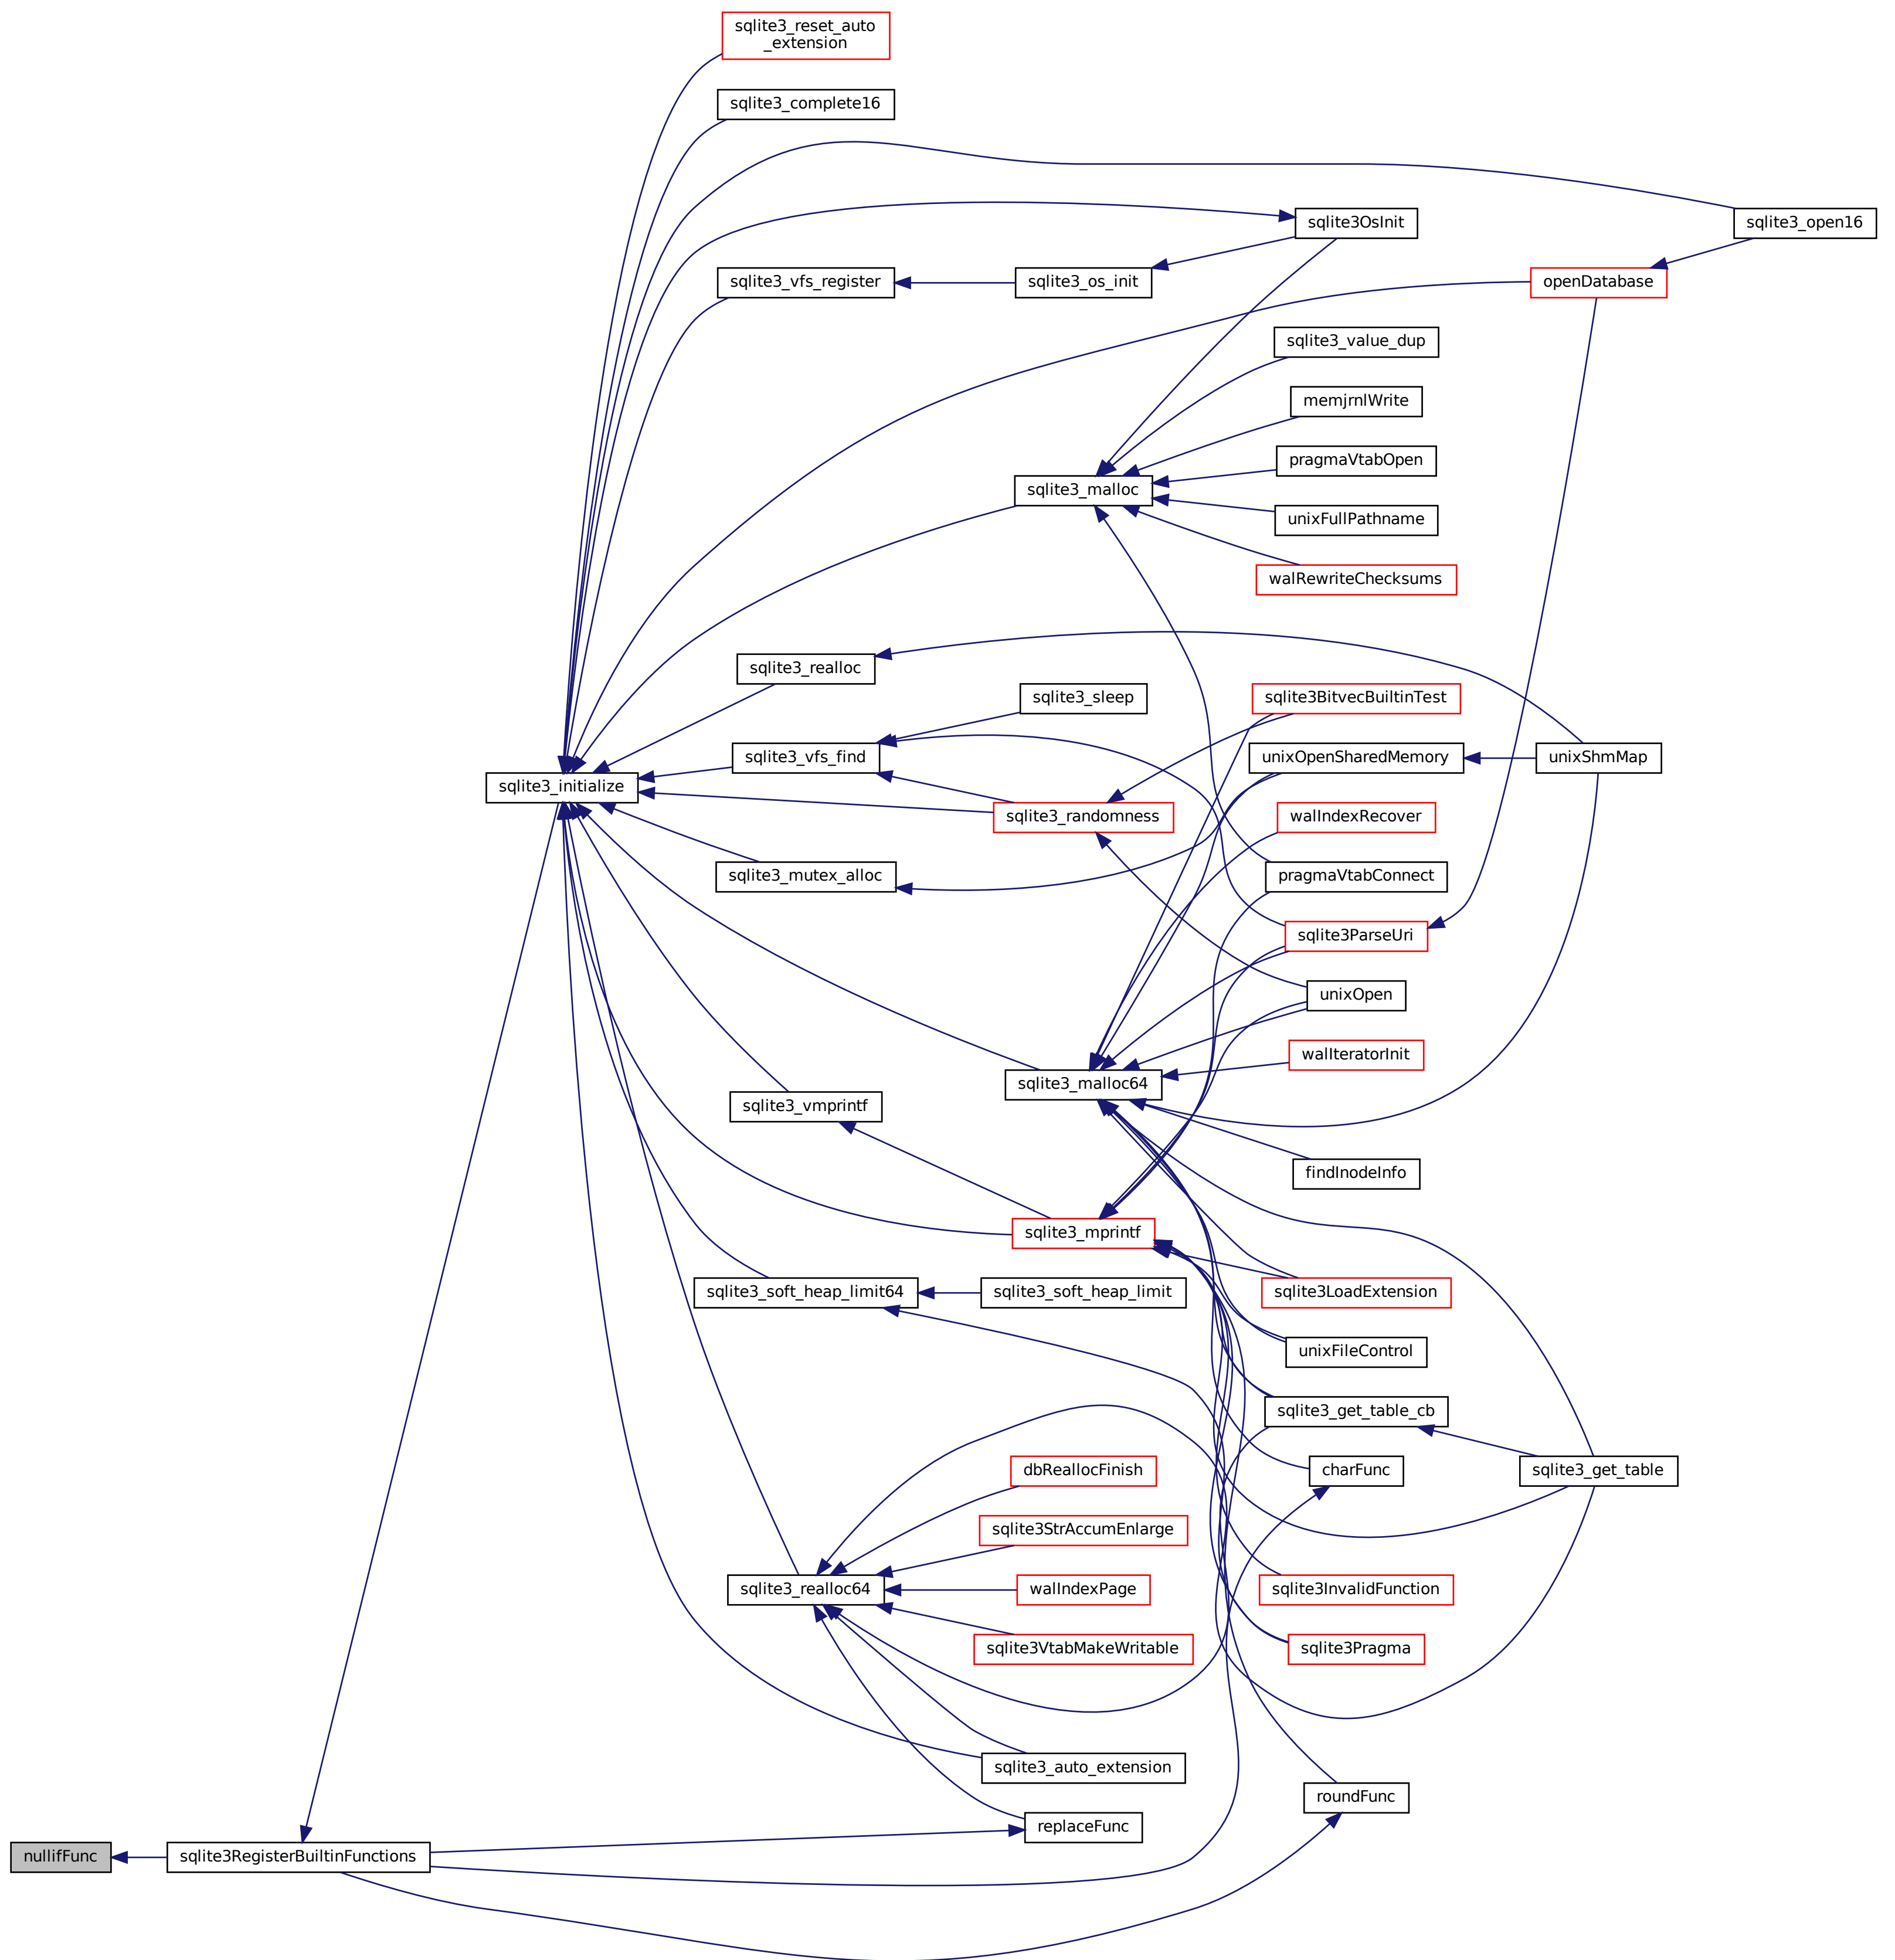 sqlite3_reset_auto
_extension
sqlite3_complete16
sqlite3OsInit
sqlite3_open16
sqlite3_vfs_register
sqlite3_os_init
openDatabase
sqlite3_value_dup
memjrnlWrite
pragmaVtabOpen
sqlite3_malloc
unixFullPathname
walRewriteChecksums
sqlite3_realloc
sqlite3_sleep
sqlite3BitvecBuiltinTest
sqlite3_vfs_find
unixOpenSharedMemory
unixShmMap
sqlite3_initialize
sqlite3_randomness
walIndexRecover
sqlite3_mutex_alloc
pragmaVtabConnect
sqlite3ParseUri
unixOpen
walIteratorInit
sqlite3_malloc64
sqlite3_vmprintf
findInodeInfo
sqlite3_mprintf
sqlite3_soft_heap_limit64
sqlite3_soft_heap_limit
sqlite3LoadExtension
unixFileControl
sqlite3_get_table_cb
dbReallocFinish
charFunc
sqlite3_get_table
sqlite3StrAccumEnlarge
sqlite3_realloc64
walIndexPage
sqlite3InvalidFunction
sqlite3VtabMakeWritable
sqlite3Pragma
sqlite3_auto_extension
roundFunc
replaceFunc
nullifFunc
sqlite3RegisterBuiltinFunctions